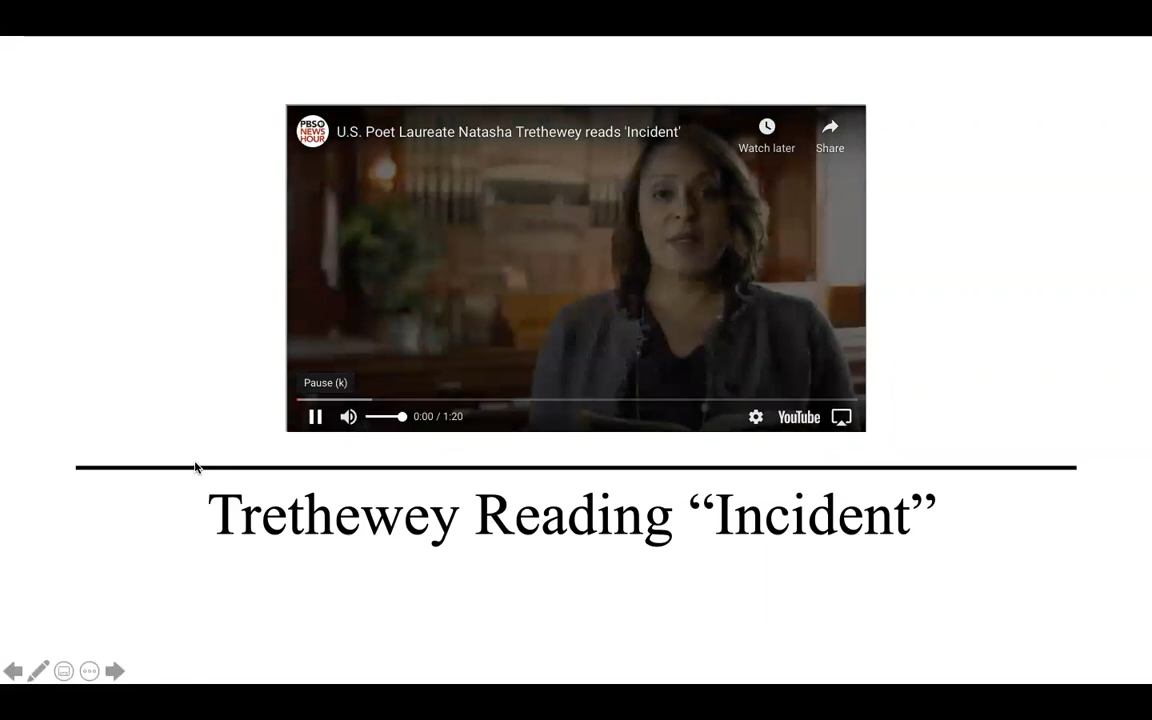 PBS NEWS HOUR
U.S. Poet Laureate Natasha Trethewey reads 'Incident'
Watch later
Share
Pause (k)
0:00 / 1:20
YouTube
Trethewey Reading “Incident”